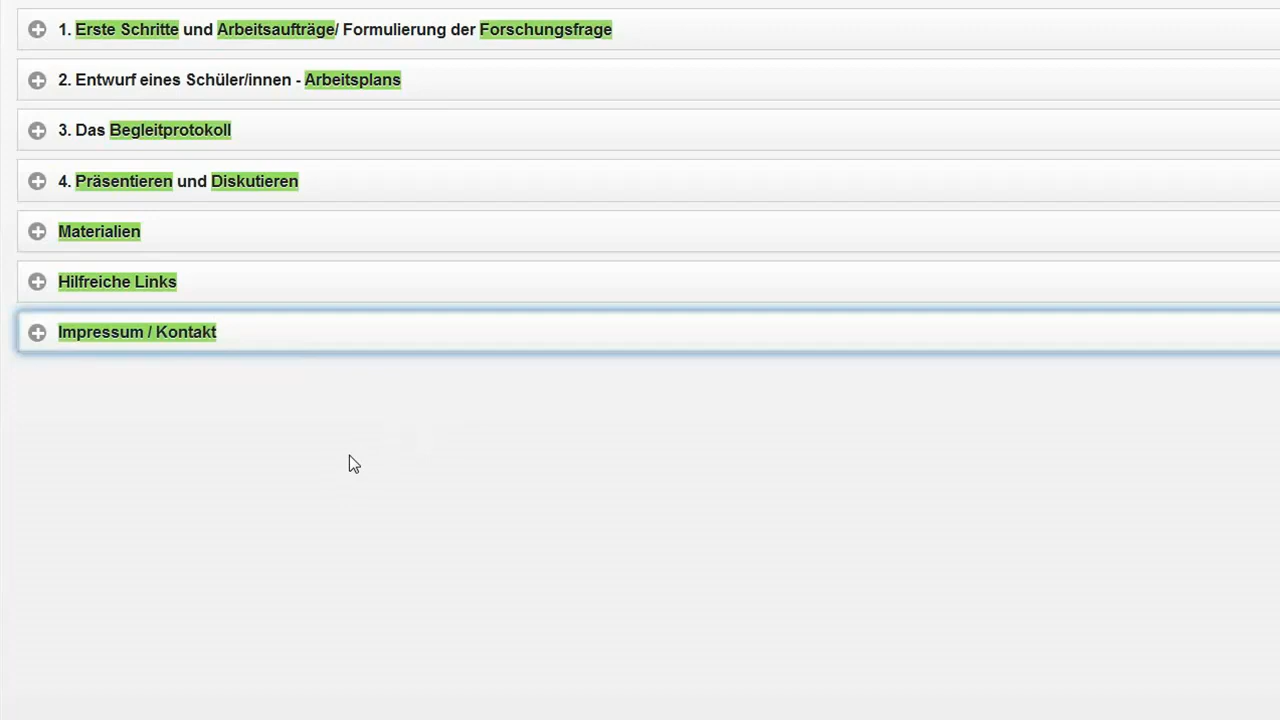 1. Erste Schritte und Arbeitsaufträge/ Formulierung der Forschungsfrage
2. Entwurf eines Schüler/innen - Arbeitsplans
3. Das Begleitprotokoll
4. Präsentieren und Diskutieren
Materialien
Hilfreiche Links
Impressum / Kontakt